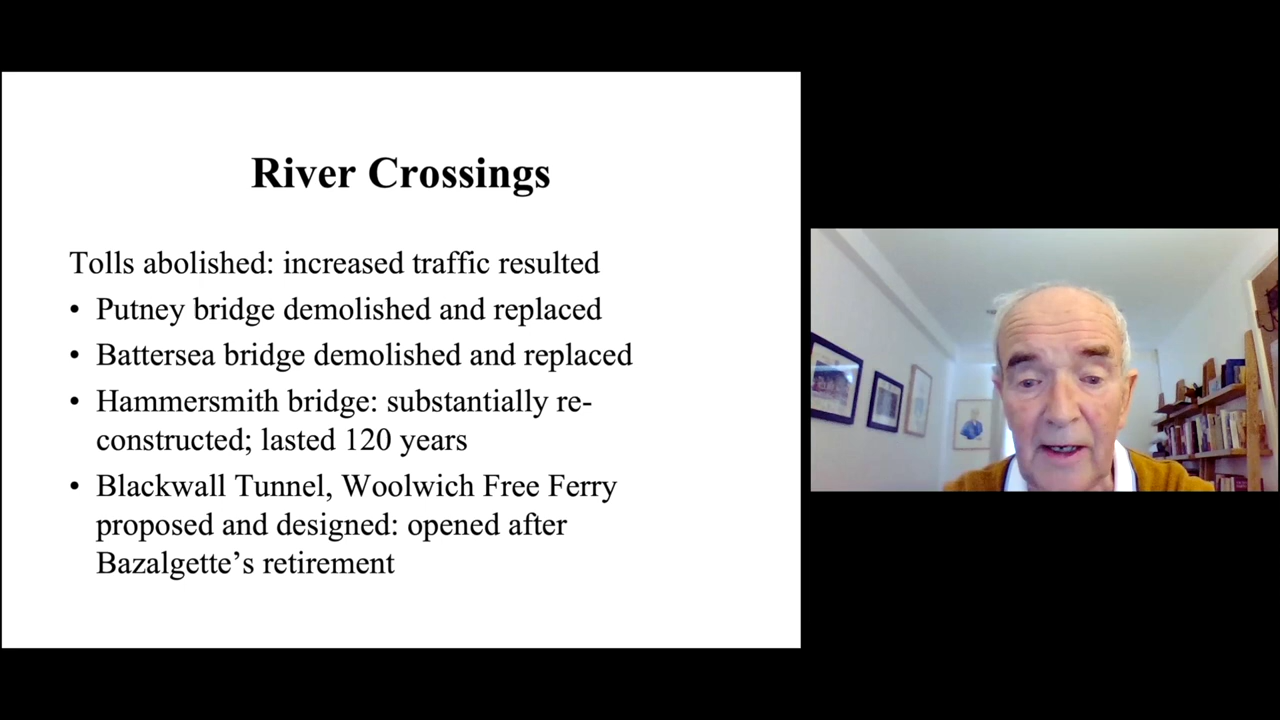 River Crossings
Tolls abolished: increased traffic resulted
• Putney bridge demolished and replaced
• Battersea bridge demolished and replaced
• Hammersmith bridge: substantially re-
constructed; lasted 120 years
• Blackwall Tunnel, Woolwich Free Ferry
proposed and designed: opened after
Bazalgette’s retirement